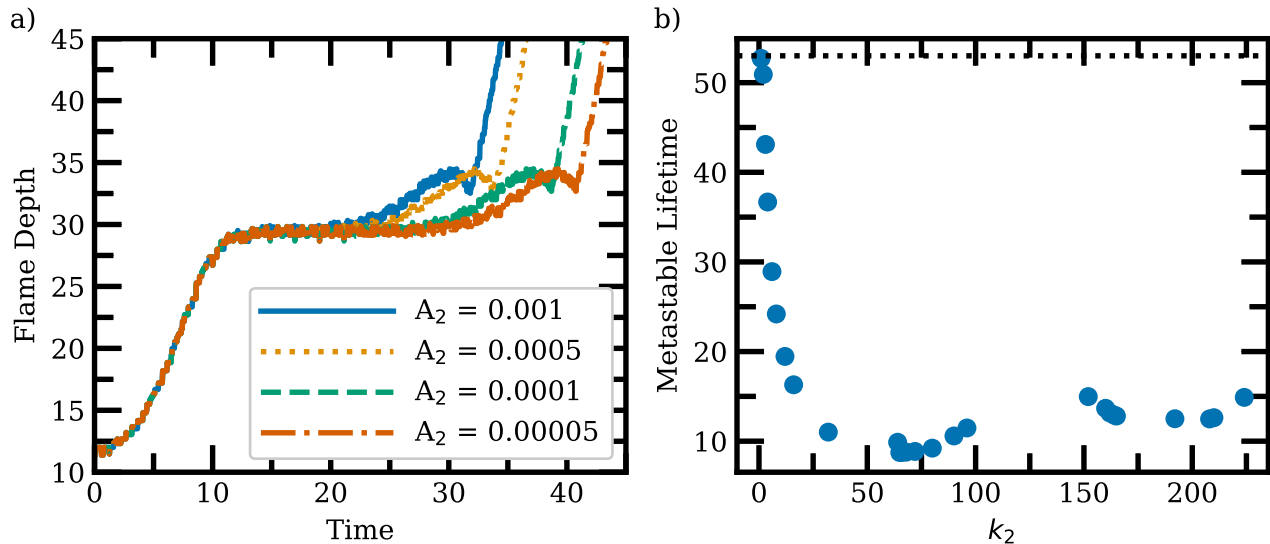 a)
45
40
35
30
25
20
15
10
Flame Depth
A₂ = 0.001
A₂ = 0.0005
A₂ = 0.0001
A₂ = 0.00005
0
10
20
30
40
Time
b)
50
40
30
20
10
Metastable Lifetime
0
50
100
150
200
k₂